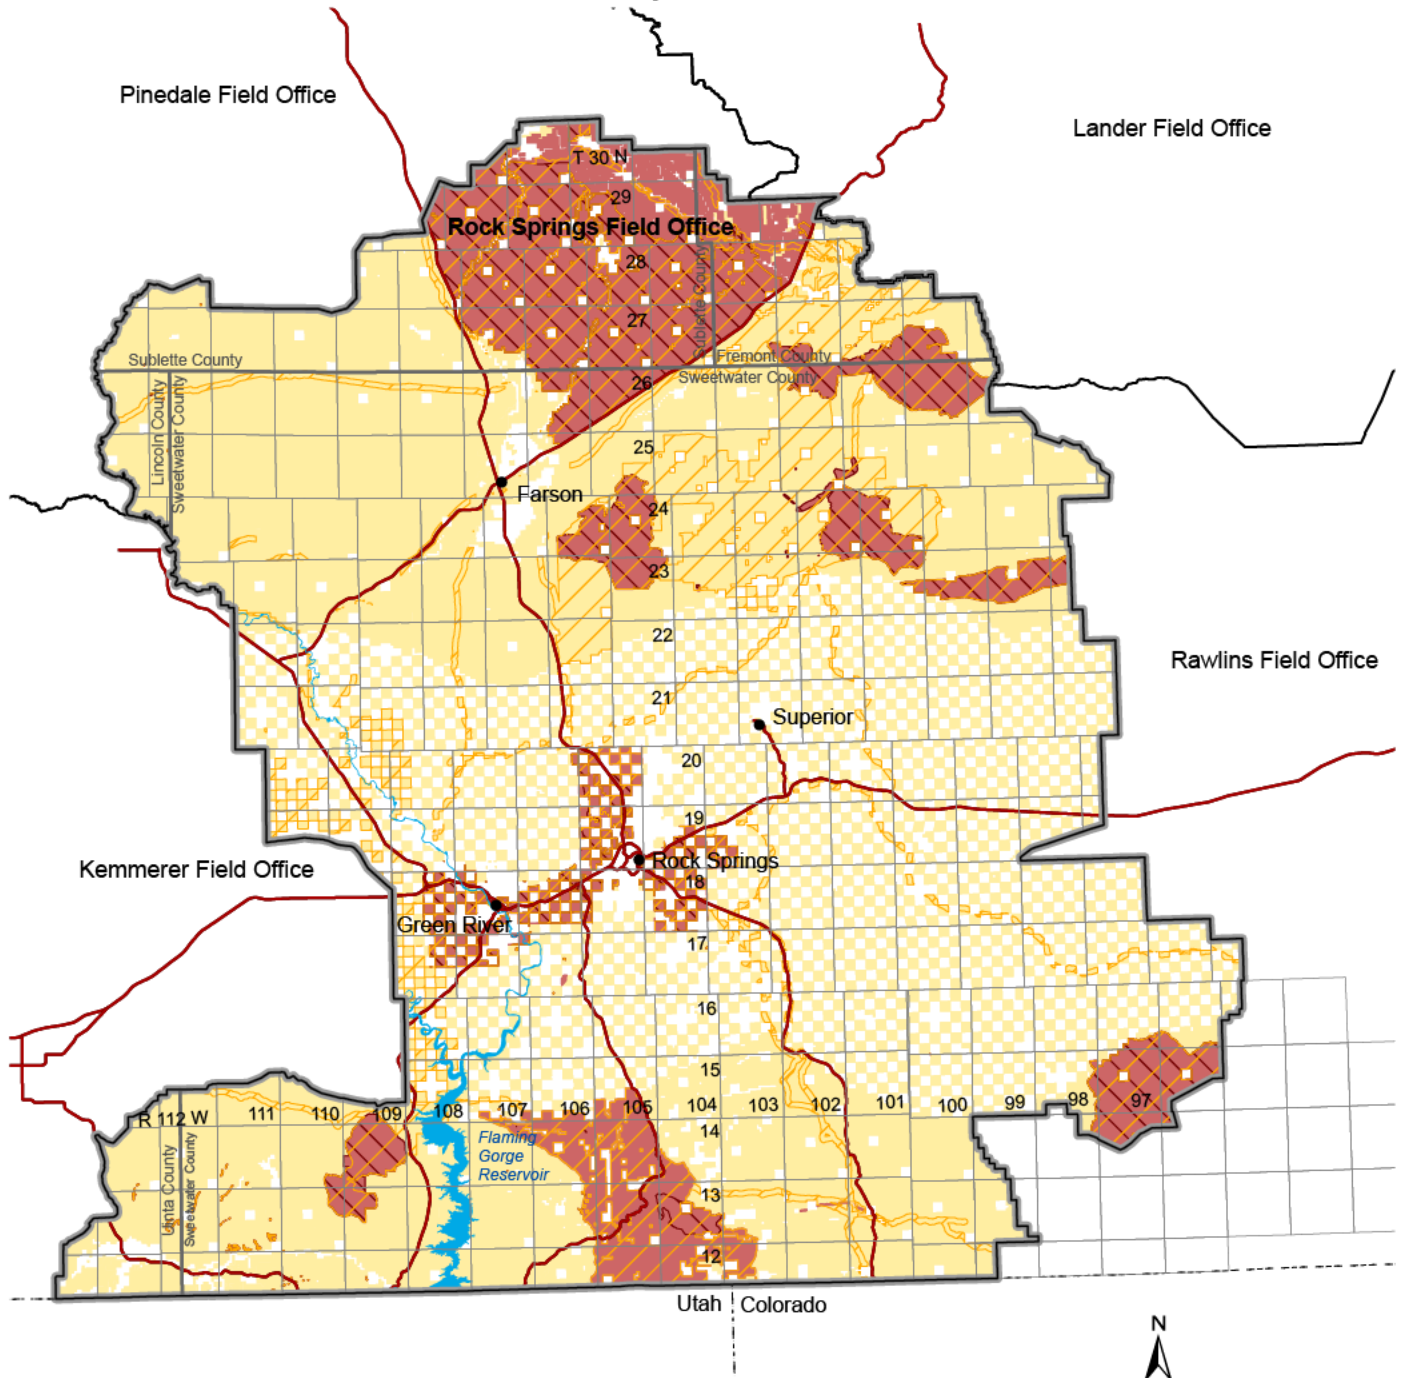 Pinedale Field Office
Lander Field Office
T 30 N
29
Rock Springs Field Office
28
Sublette County
27
Sublette County
Fremont County
26
Sweetwater County
Lincoln County
Sweetwater County
25
Farson
24
23
22
Rawlins Field Office
21
Superior
20
19
Rock Springs
Kemmerer Field Office
18
Green River
17
16
15
R 112 W
111
110
109
108
107
106
105
104
103
102
101
100
99
98
97
14
Flaming
Gorge
Reservoir
Uinta County
Sweetwater County
13
12
Utah
Colorado
N